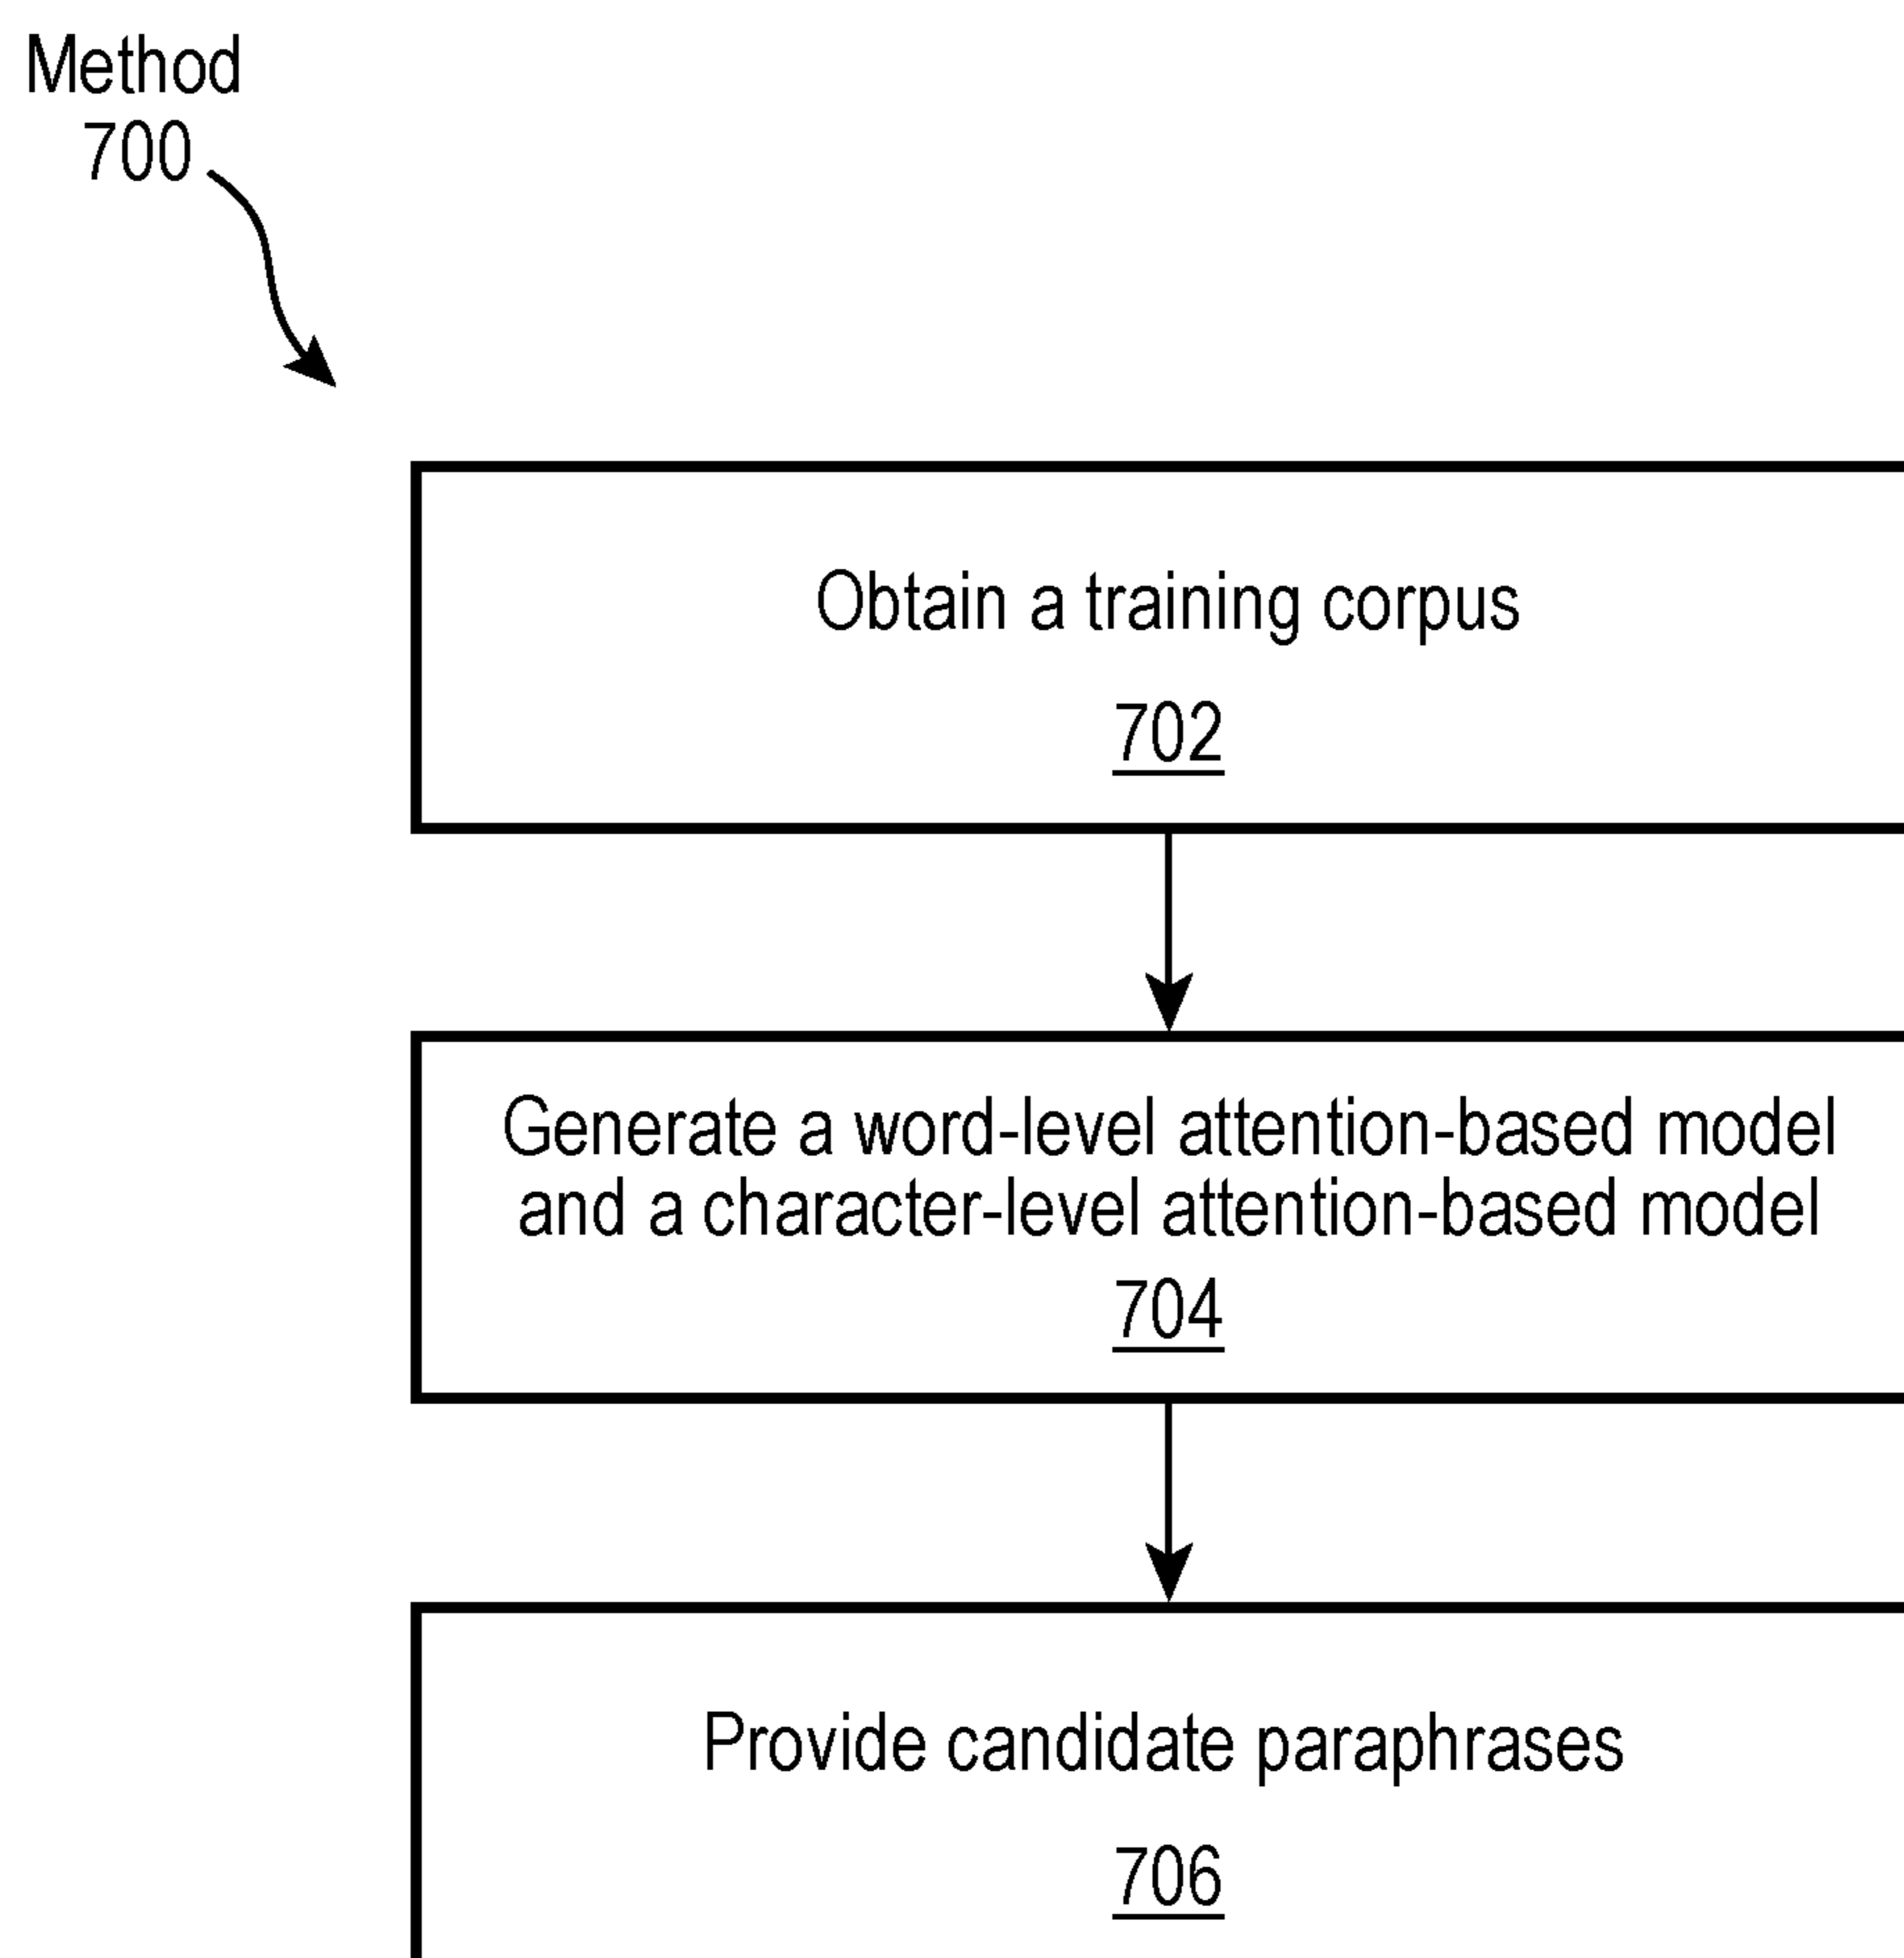 Method
700
Obtain a training corpus
702
Generate a word-level attention-based model
and a character-level attention-based model
704
Provide candidate paraphrases
706